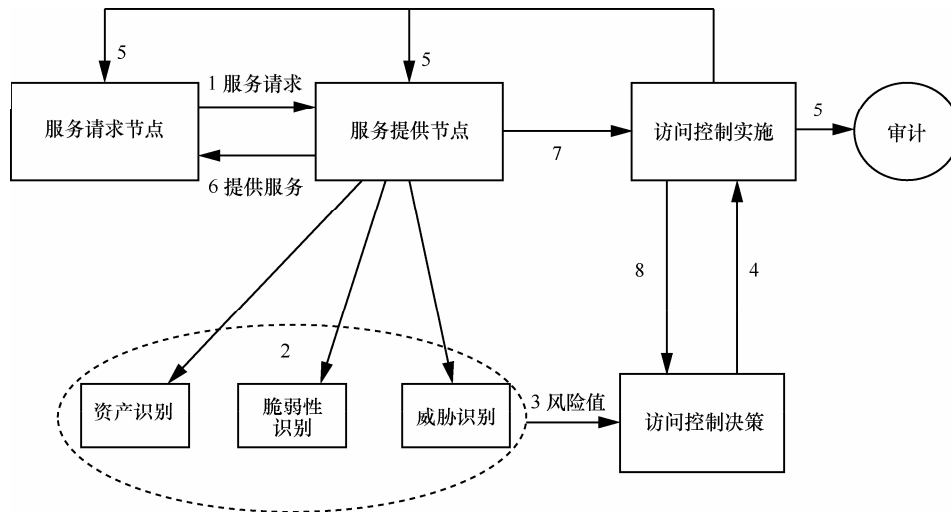 5
5
1 服务请求
服务请求节点
服务提供节点
访问控制实施
5
审计
7
6 提供服务
8
4
2
资产识别
脆弱性
识别
威胁识别
3 风险值
访问控制决策